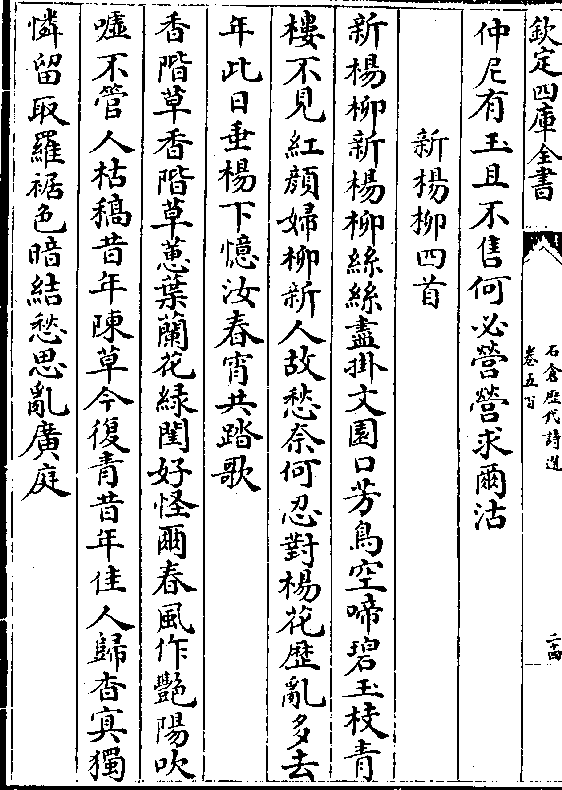 欽定四庫全書
石倉歷代詩選
卷五百
二十四
仲尼有玉且不售何必營營求爾沽
新楊柳四首
新楊柳新楊柳絲絲盡掛文園口芳鳥空啼碧玉枝青
樓不見紅顔婦柳新人故愁奈何忍對楊花歷亂多去
年此日垂楊下憶汝春宵共踏歌
香階草香階草蕙葉蘭花緑閨好怪爾春風作艷陽吹
噓不管人枯稿昔年陳草今復青昔年佳人歸杳㝠獨
憐留取羅裾色暗結愁思亂廣庭